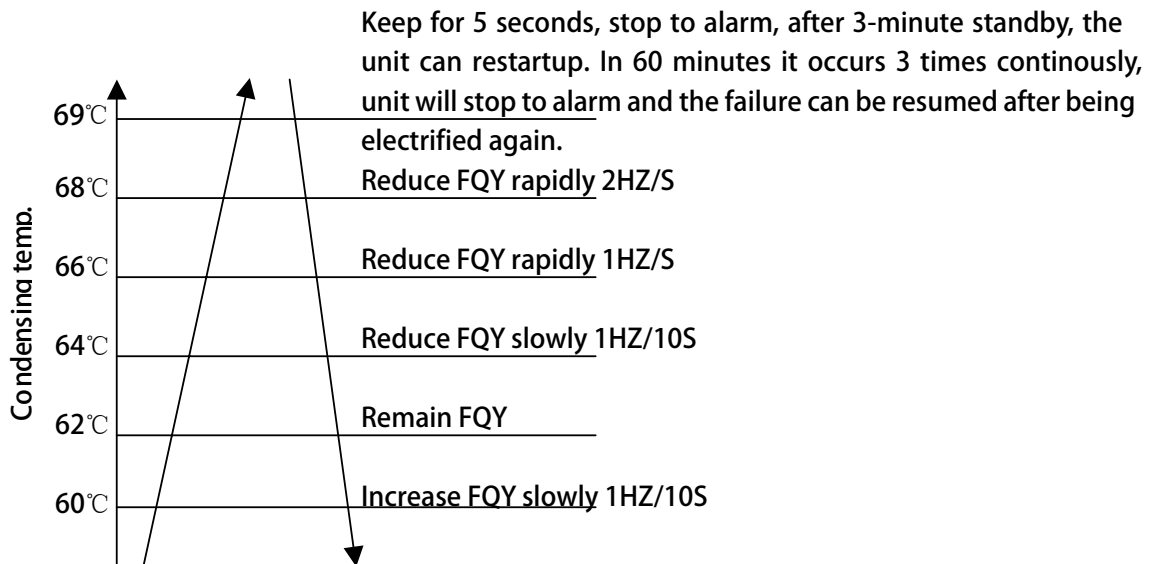 Keep for 5 seconds, stop to alarm, after 3-minute standby, the
unit can restartup. In 60 minutes it occurs 3 times continously,
unit will stop to alarm and the failure can be resumed after being
electrified again.
69℃
68℃
Reduce FQY rapidly 2HZ/S
66℃
Reduce FQY rapidly 1HZ/S
64℃
Reduce FQY slowly 1HZ/10S
62℃
Remain FQY
60℃
Increase FQY slowly 1HZ/10S
Condensing temp.